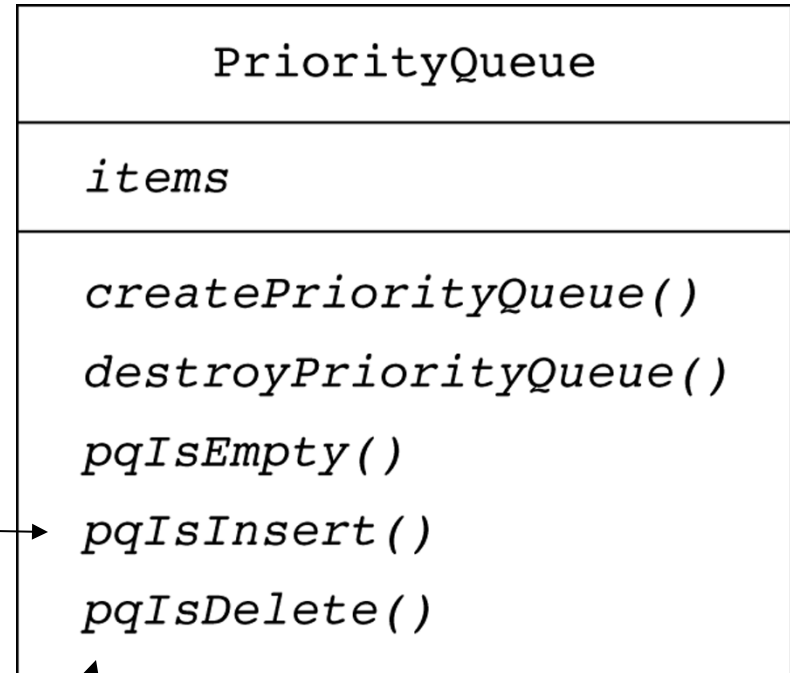 PriorityQueue
items
createPriorityQueue()
destroyPriorityQueue()
pqIsEmpty()
pqIsInsert()
pqIsDelete()